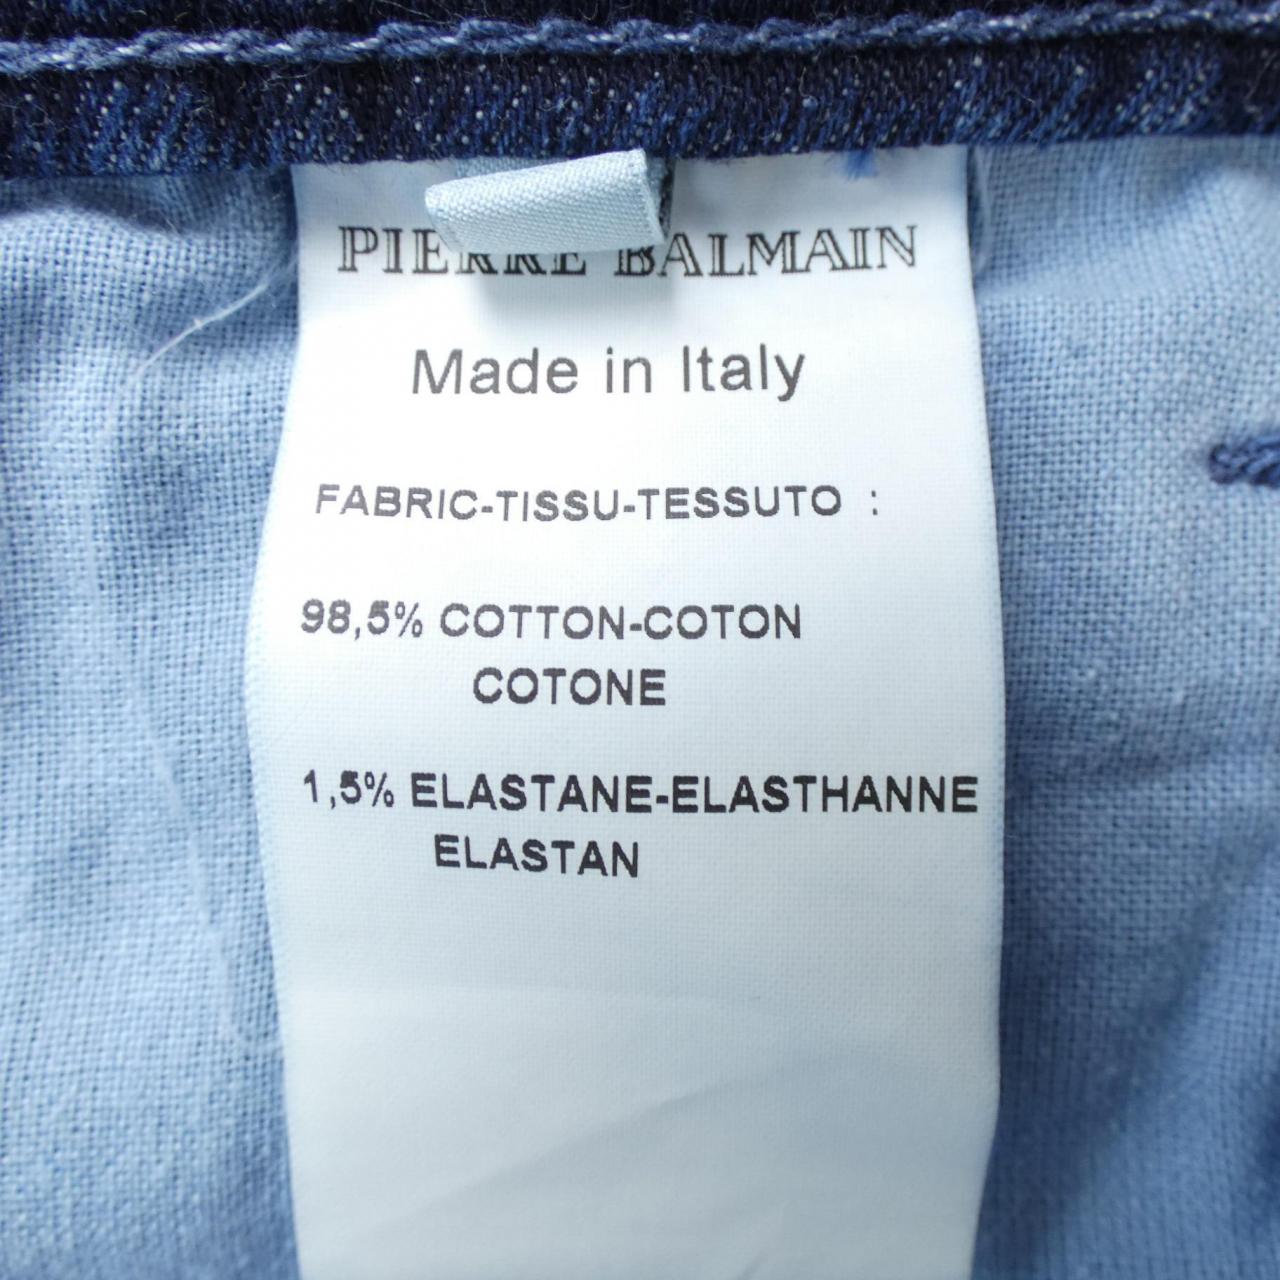 PIERRE BALMAIN
Made in Italy
FABRIC-TISSU-TESSUTO :
98,5% COTTON-COTON
COTONE
1,5% ELASTANE-ELASTHANNE
ELASTAN